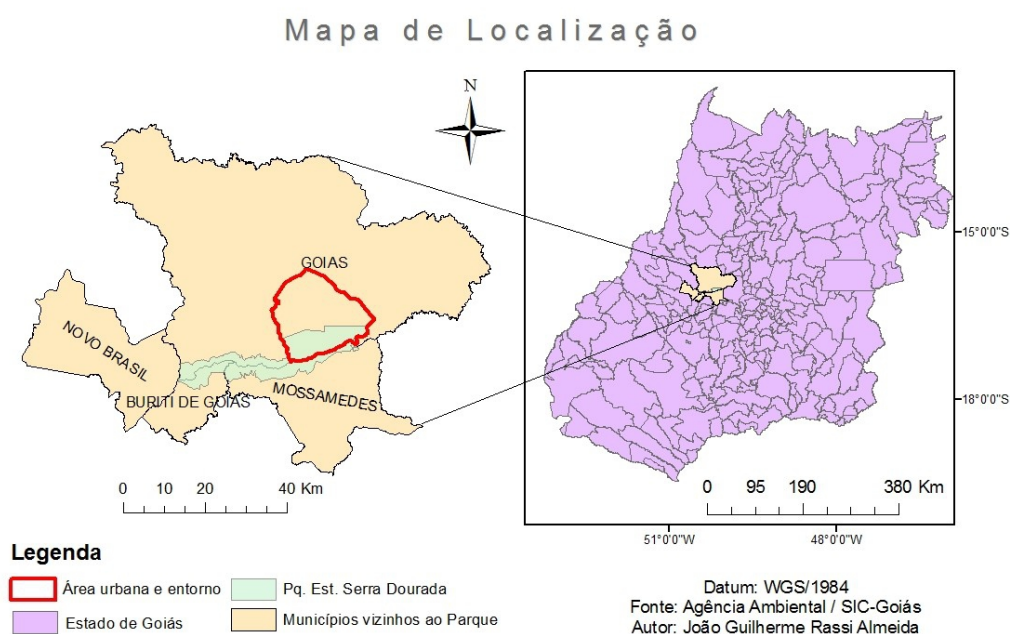 Mapa de Localização
N
GOIAS
NOVO BRASIL
BURITI DE GOIAS
MOSSAMEDES
0 10 20 40 Km
15°0'0"S
18°0'0"S
0 95 190 380 Km
51°0'0"W 48°0'0"W
Legenda
Área urbana e entorno
Pq. Est. Serra Dourada
Estado de Goiás
Municípios vizinhos ao Parque
Datum: WGS/1984
Fonte: Agência Ambiental / SIC-Goiás
Autor: João Guilherme Rassi Almeida